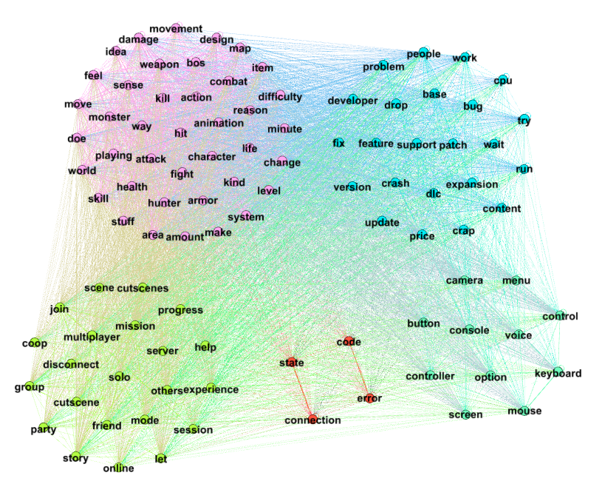 movement
damage
design
idea
map
weapon
bos
item
feel
sense
combat
kill
action
difficulty
move
reason
monster
animation
way
hit
minute
doe
life
playing
attack
character
change
world
fight
health
kind
level
skill
hunter
armor
stuff
system
area
amount
make
people
work
problem
cpu
developer
drop
base
bug
try
fix
feature
support
patch
wait
run
version
crash
dlc
expansion
content
update
price
crap
scene
cutscenes
join
progress
mission
coop
multiplayer
server
help
disconnect
solo
group
others
experience
cutscene
party
friend
mode
session
story
online
let
code
state
error
connection
camera
menu
control
button
console
voice
controller
option
keyboard
screen
mouse